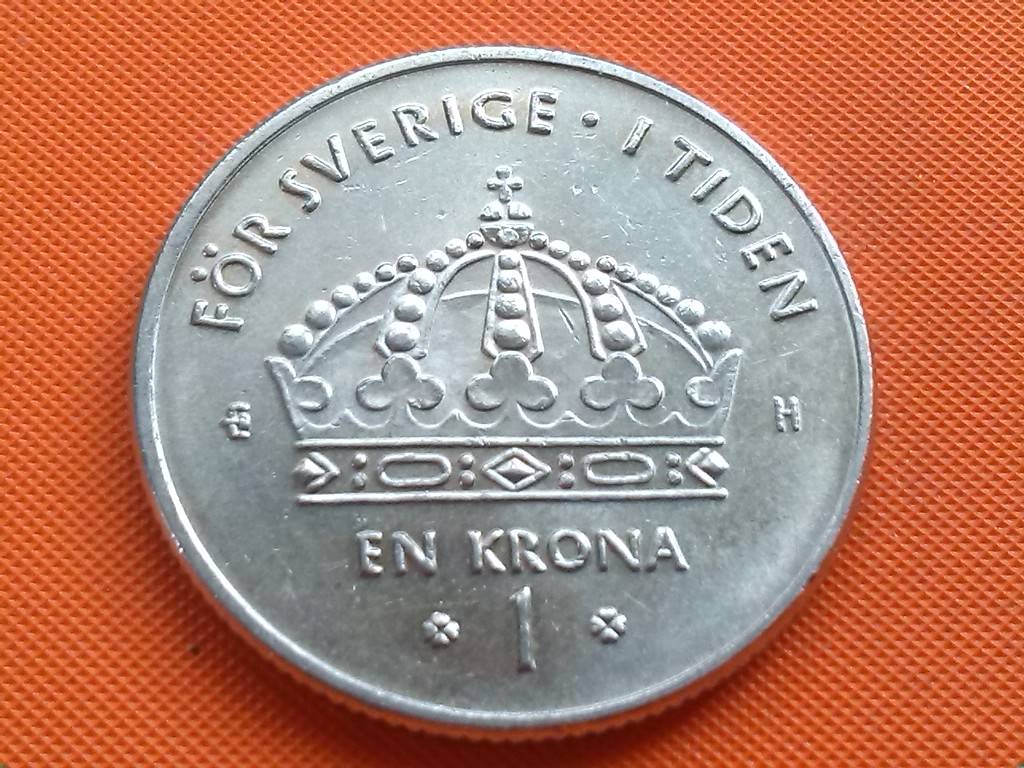 FÖR SVERIGE · I TIDEN
H
EN KRONA
1